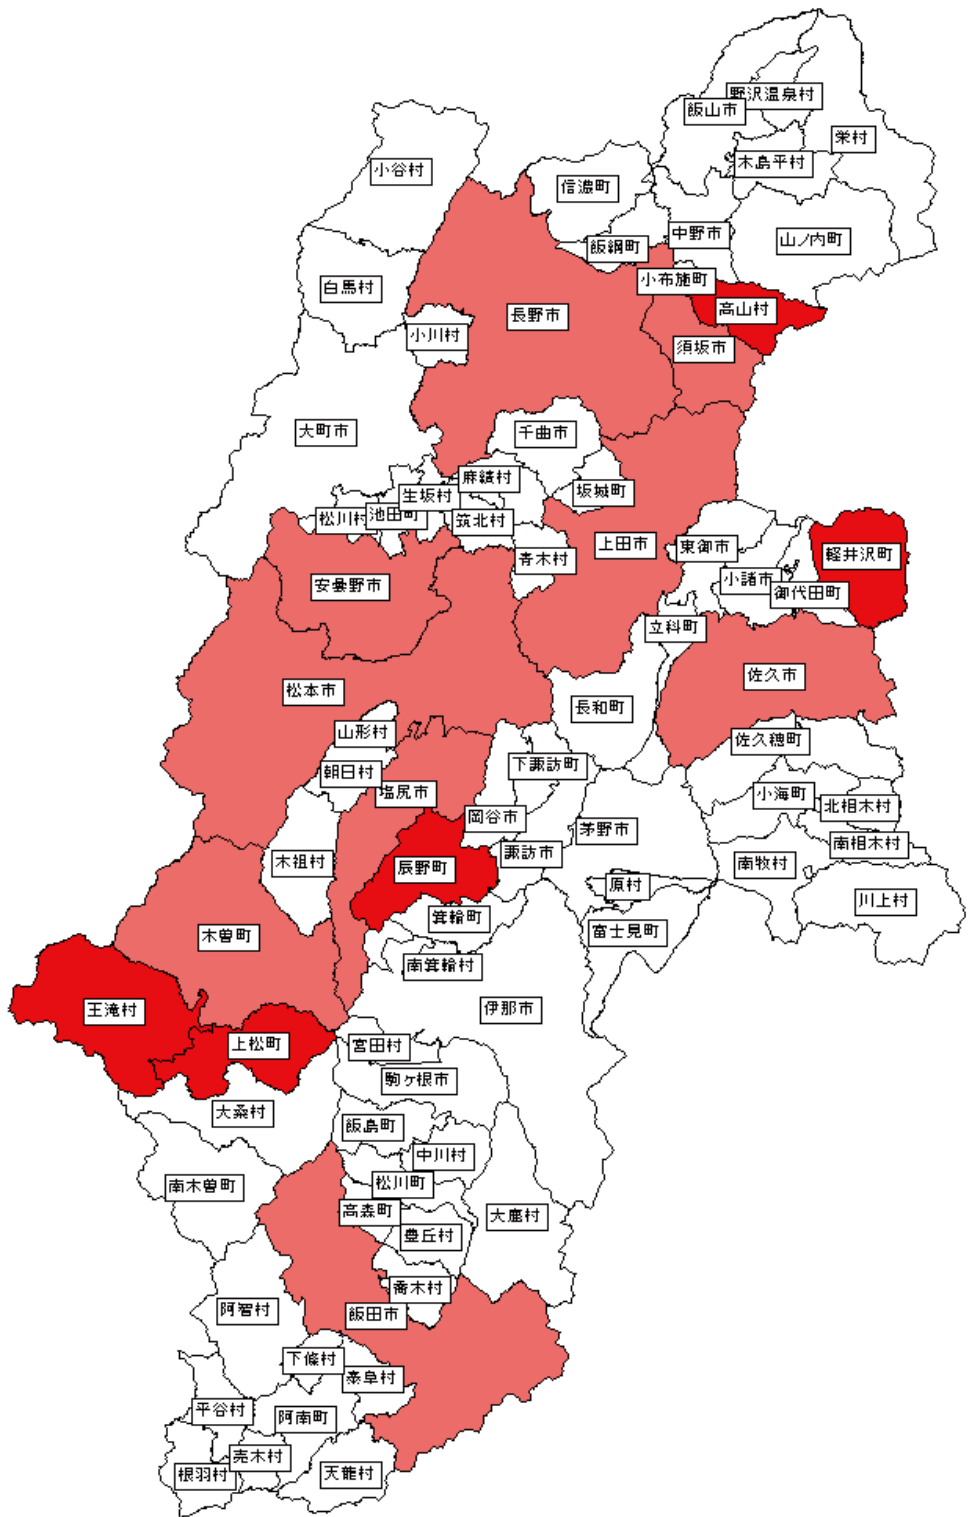 野沢温泉村
飯山市
栄村
木島平村
小谷村
信濃町
中野市
山ノ内町
飯綱町
小布施町
白馬村
高山村
長野市
小川村
須坂市
大町市
千曲市
麻績村
坂城町
生坂村
松川村
池田町
筑北村
上田市
東御市
軽井沢町
青木村
安曇野市
小諸市
御代田町
立科町
佐久市
松本市
長和町
山形村
佐久穂町
下諏訪町
朝日村
塩尻市
小海町
北相木村
岡谷市
茅野市
南相木村
諏訪市
木祖村
辰野町
南牧村
原村
川上村
箕輪町
富士見町
木曽町
南箕輪村
王滝村
伊那市
上松町
宮田村
駒ヶ根市
大桑村
飯島町
中川村
松川町
南木曽町
高森町
大鹿村
豊丘村
喬木村
阿智村
飯田市
下條村
泰阜村
平谷村
阿南町
売木村
根羽村
天龍村